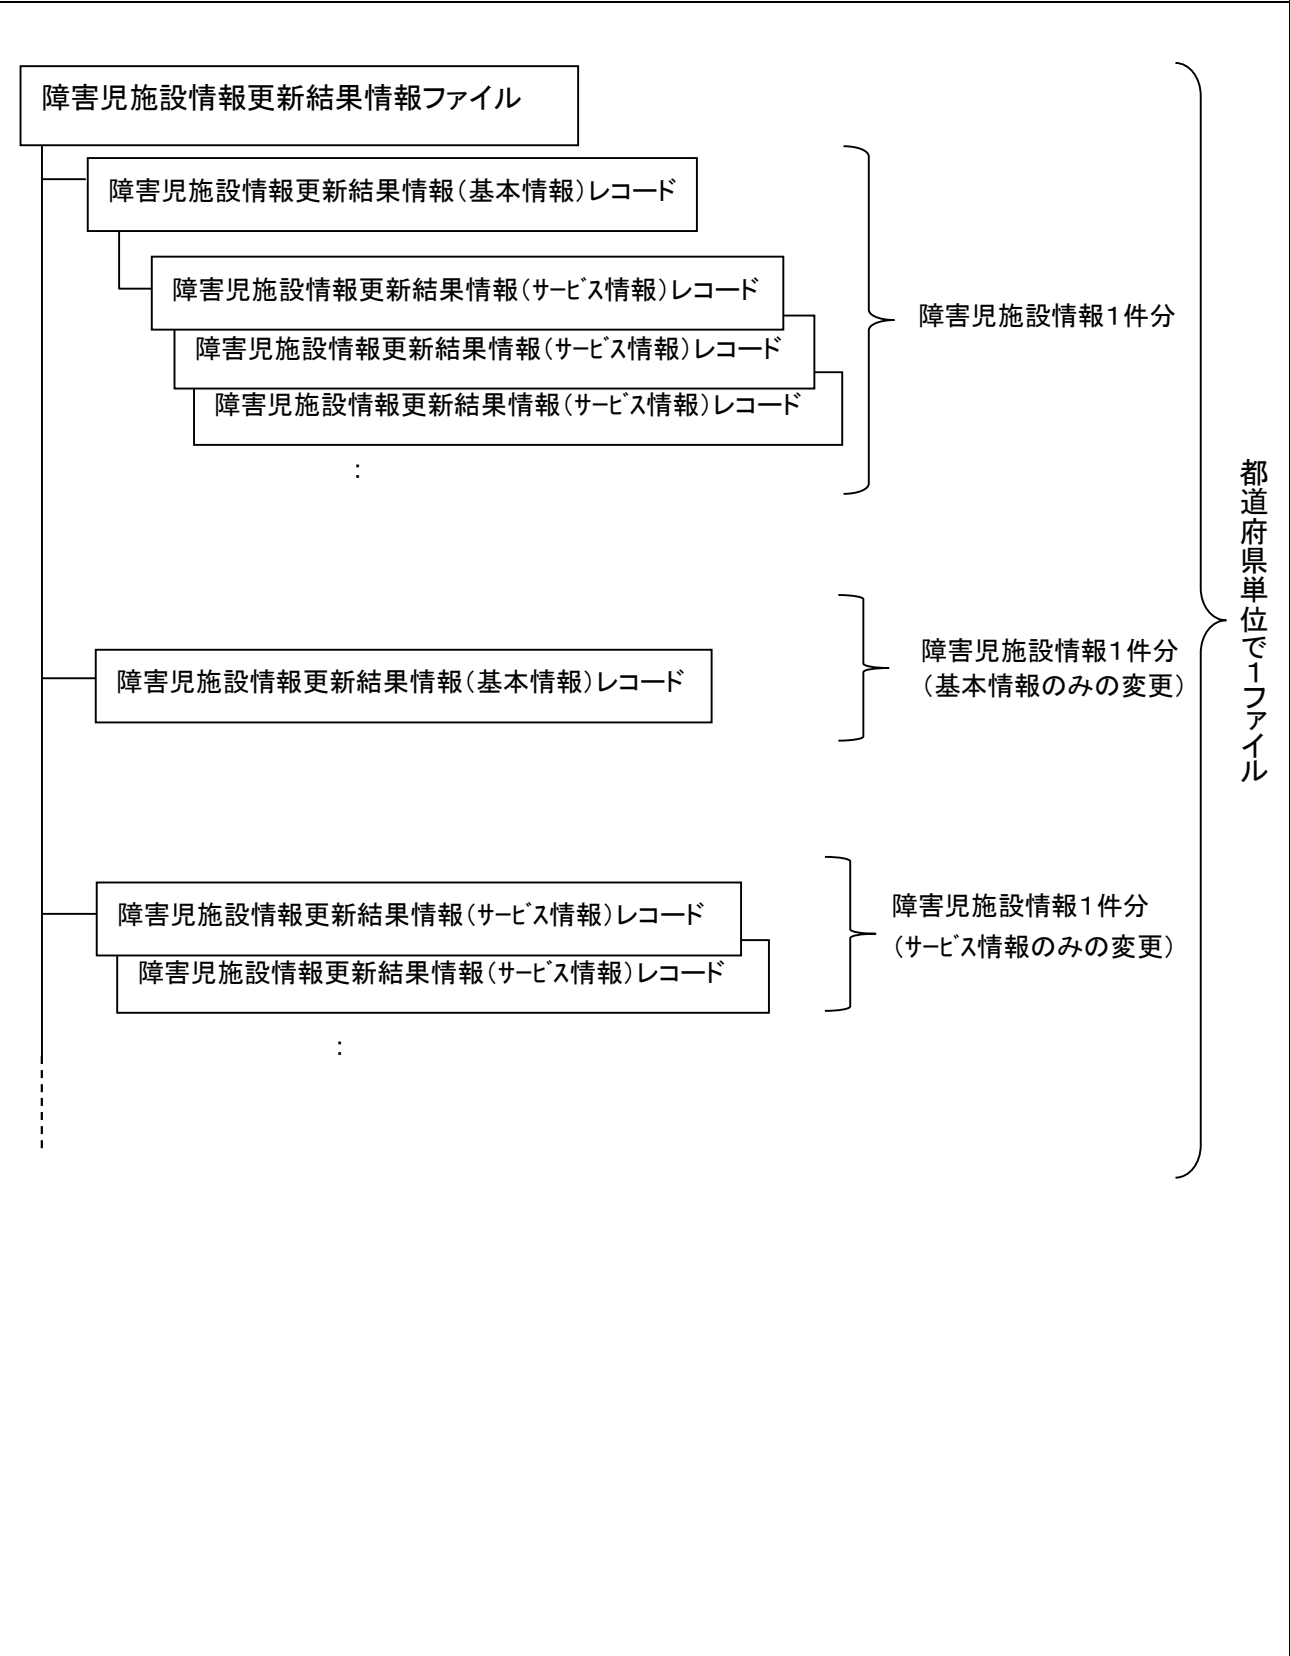 障害児施設情報更新結果情報ファイル
障害児施設情報更新結果情報（基本情報）レコード
障害児施設情報更新結果情報（ｻｰﾋﾞｽ情報）レコード
障害児施設情報更新結果情報（ｻｰﾋﾞｽ情報）レコード
障害児施設情報更新結果情報（ｻｰﾋﾞｽ情報）レコード
：
障害児施設情報１件分
障害児施設情報更新結果情報（基本情報）レコード
障害児施設情報１件分
（基本情報のみの変更）
障害児施設情報更新結果情報（ｻｰﾋﾞｽ情報）レコード
障害児施設情報更新結果情報（ｻｰﾋﾞｽ情報）レコード
：
障害児施設情報１件分
（ｻｰﾋﾞｽ情報のみの変更）
都道府県単位で１ファイル